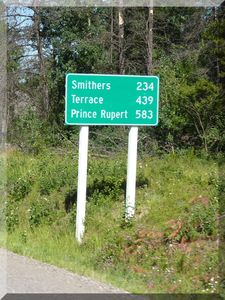 Smithers 234
Terrace 439
Prince Rupert 583